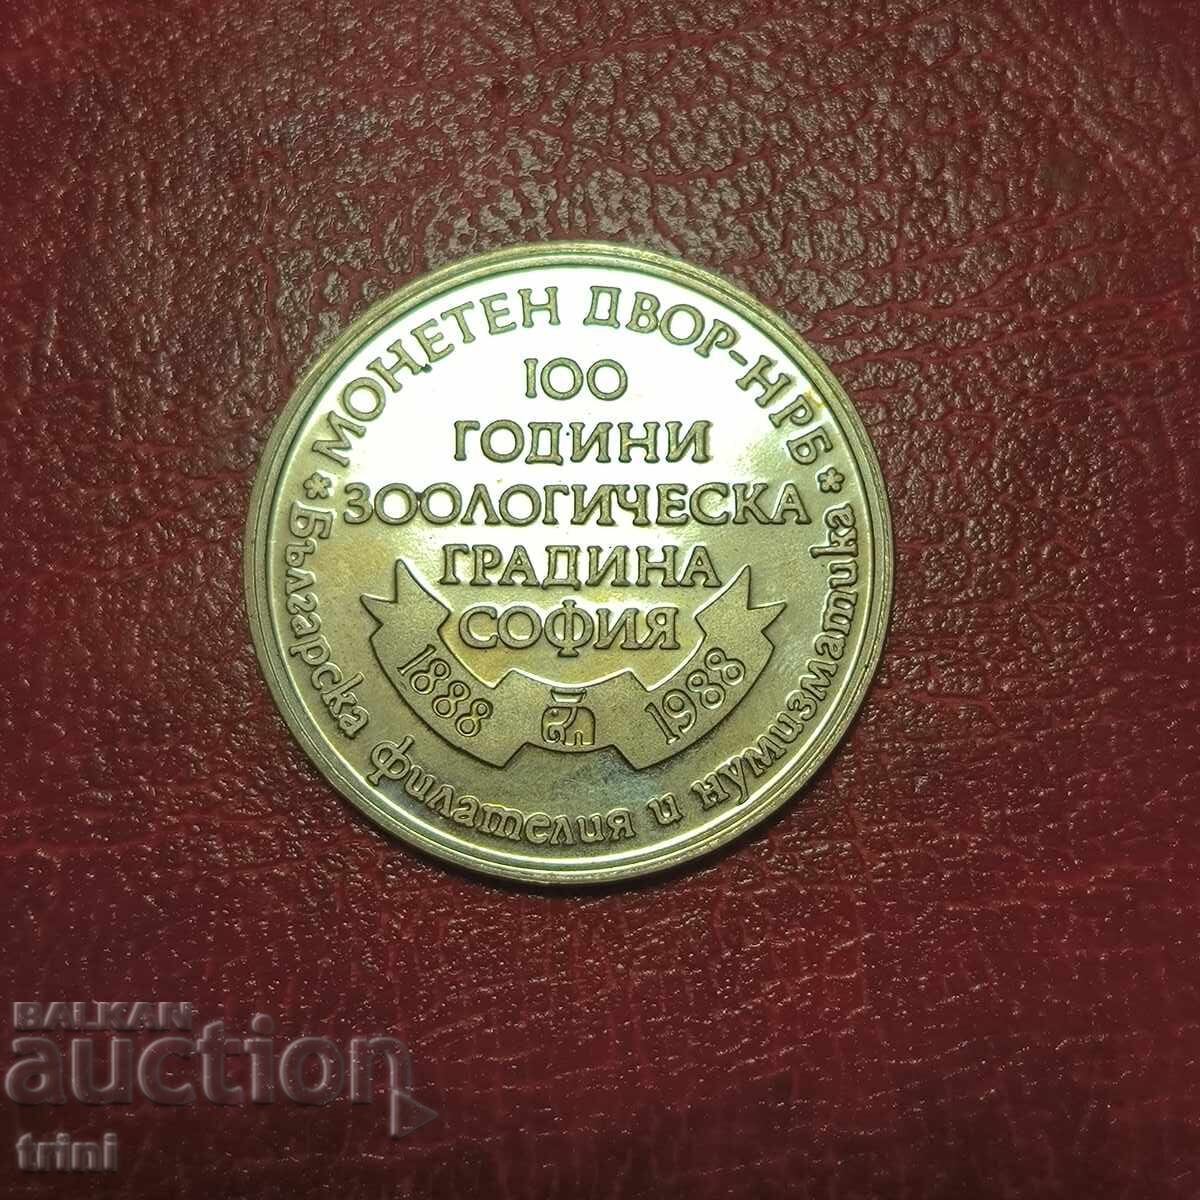 МОНЕТЕН ДВОР-НРБ
100
ГОДИНИ
ЗООЛОГИЧЕСКА
ГРАДИНА
СОФИЯ
1888 1988
* Българска филателия и нумизматика *
BALKAN
auction
trini